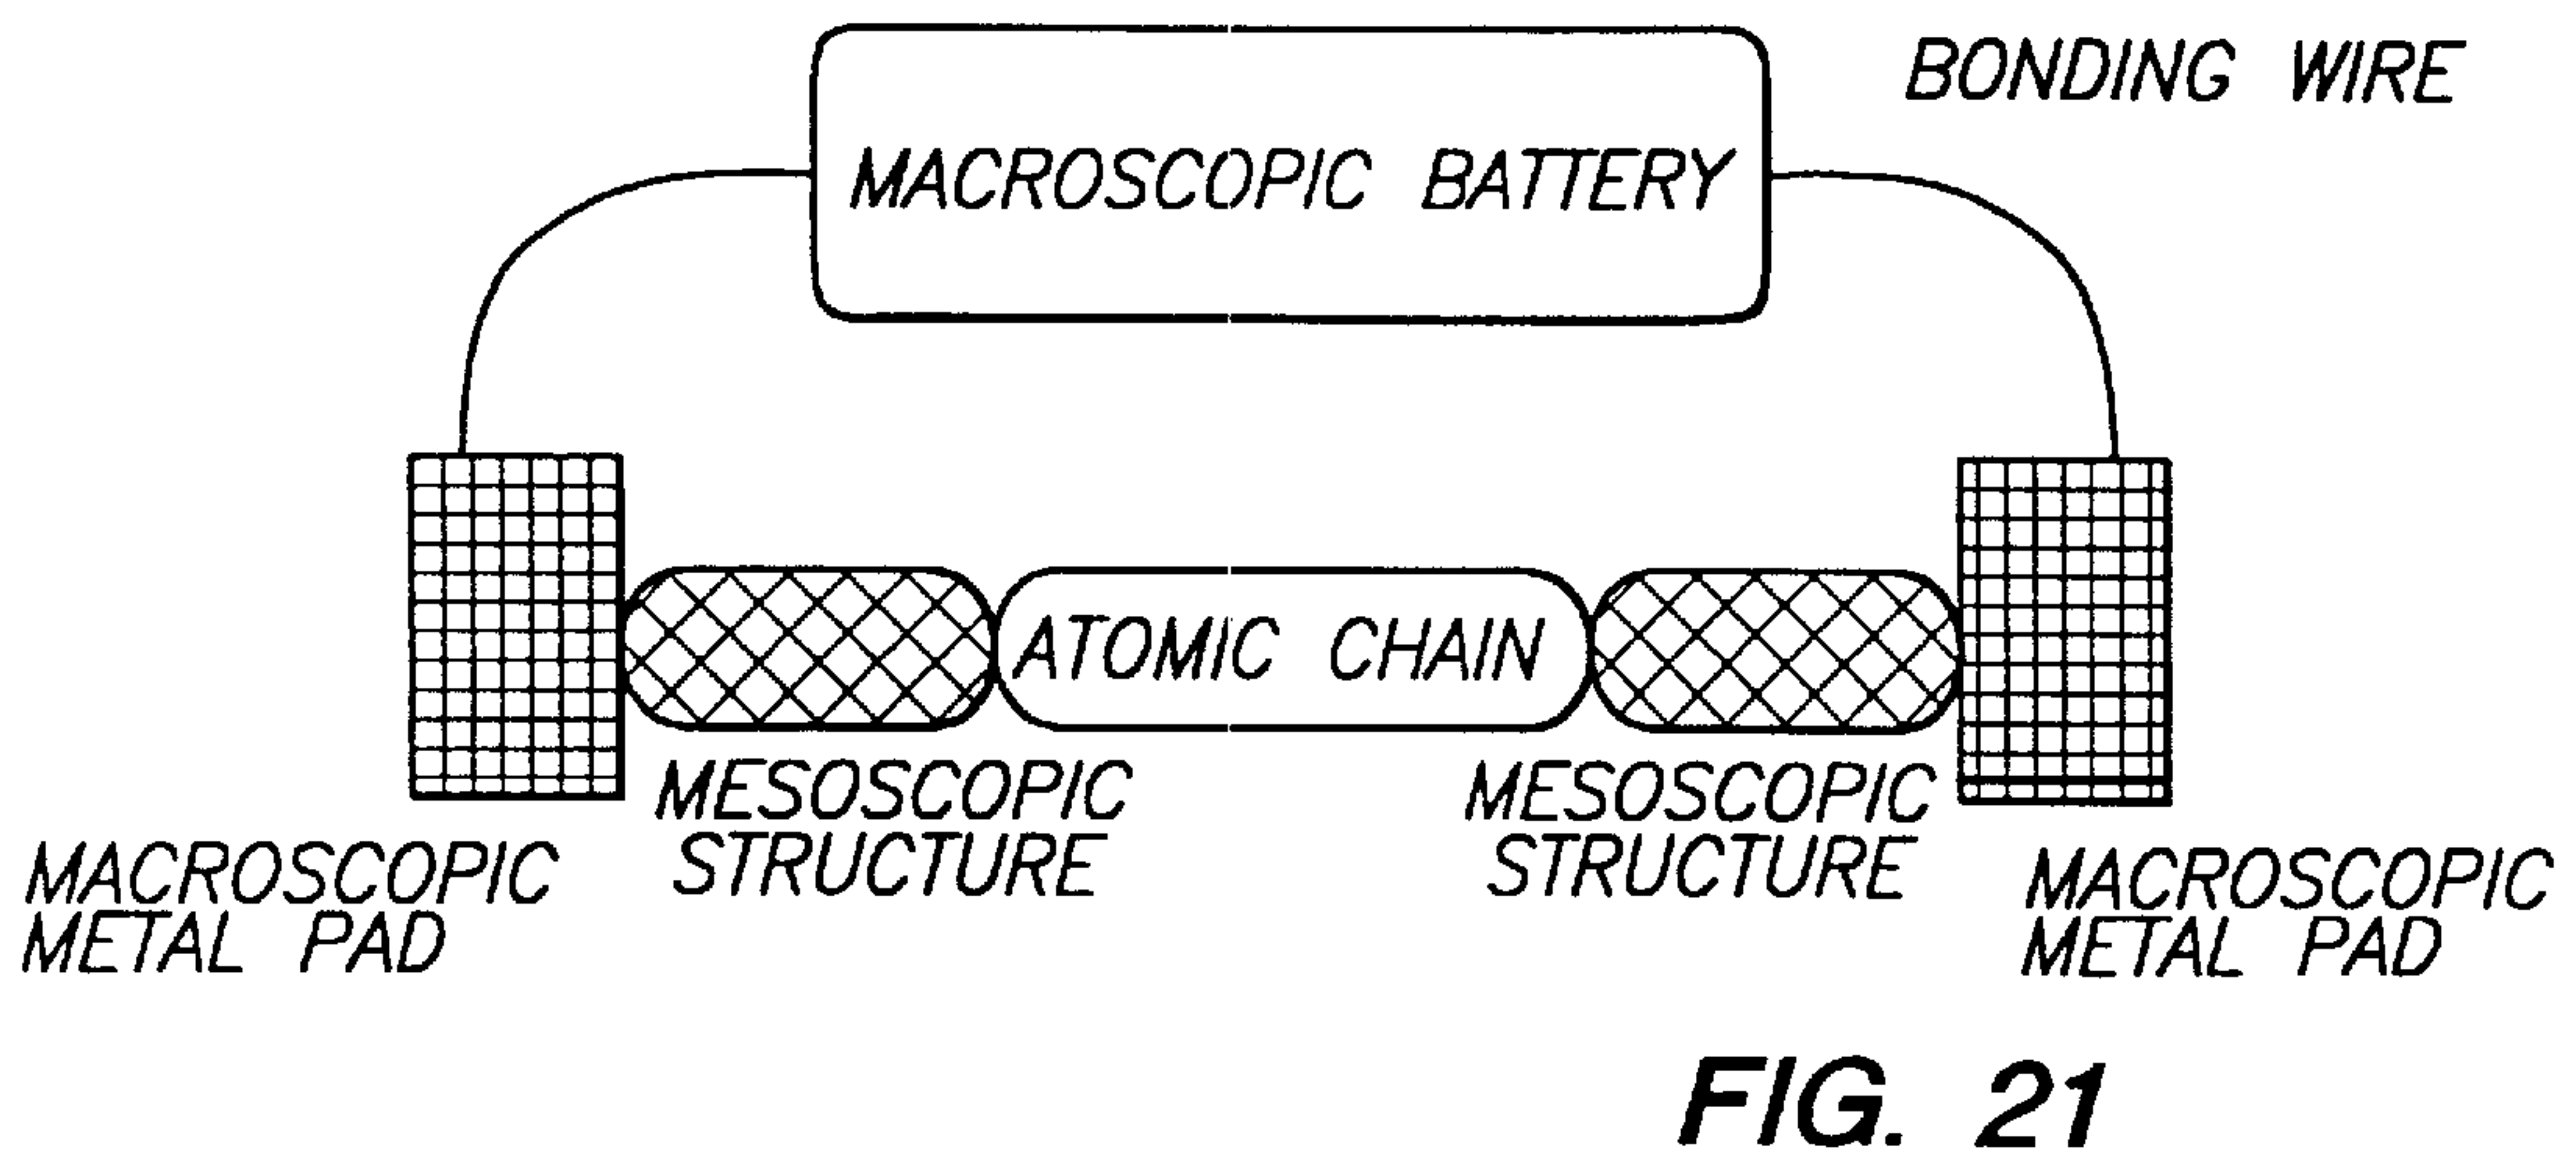 BONDING WIRE
MACROSCOPIC BATTERY
ATOMIC CHAIN
MESOSCOPIC
STRUCTURE
MESOSCOPIC
STRUCTURE
MACROSCOPIC
METAL PAD
MACROSCOPIC
METAL PAD
FIG. 21